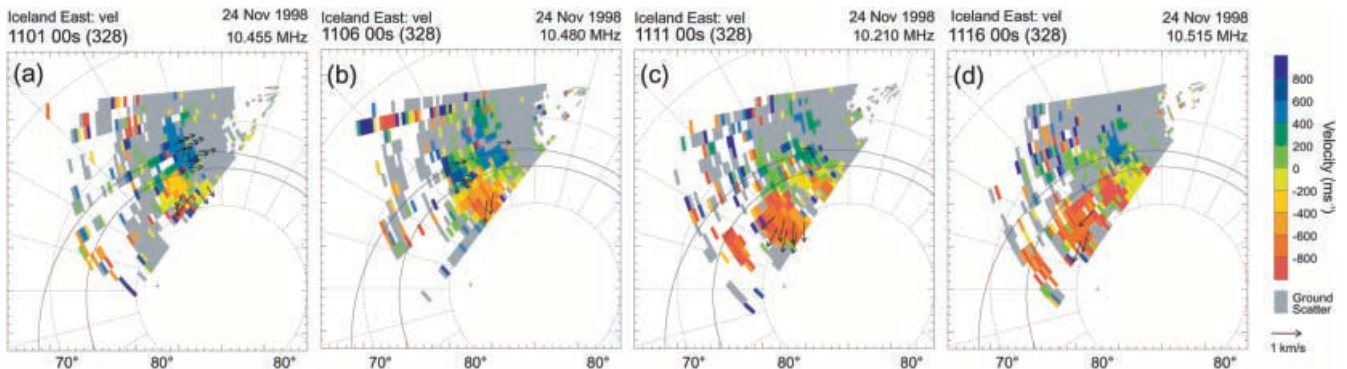 Iceland East: vel 24 Nov 1998
1101 00s (328) 10.455 MHz
(a)
70° 80° 80°
Iceland East: vel 24 Nov 1998
1106 00s (328) 10.480 MHz
(b)
70° 80° 80°
Iceland East: vel 24 Nov 1998
1111 00s (328) 10.210 MHz
(c)
70° 80° 80°
Iceland East: vel 24 Nov 1998
1116 00s (328) 10.515 MHz
(d)
70° 80° 80°
800
600
400
200
0
-200
-400
-600
-800
Velocity (ms⁻¹)
Ground
Scatter
1 km/s